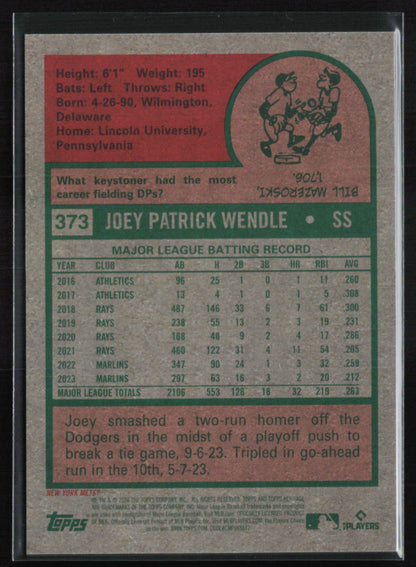 Height: 6'1" Weight: 195
Bats: Left Throws: Right
Born: 4-26-90, Wilmington,
Delaware
Home: Lincoln University,
Pennsylvania
What keystoner had the most
career fielding DPs?
BILL MAZEROSKI,
1,706.
373 JOEY PATRICK WENDLE • SS
MAJOR LEAGUE BATTING RECORD
YEAR CLUB AB H 2B 3B HR RBI AVG
2016 ATHLETICS 96 25 1 0 1 11 .260
2017 ATHLETICS 13 4 1 0 1 5 .308
2018 RAYS 487 146 33 6 7 61 .300
2019 RAYS 238 55 13 2 3 19 .231
2020 RAYS 168 48 9 2 4 17 .286
2021 RAYS 460 122 31 4 11 54 .265
2022 MARLINS 347 90 24 1 3 32 .259
2023 MARLINS 297 63 16 3 2 20 .212
MAJOR LEAGUE TOTALS 2106 553 128 18 32 219 .263
Joey smashed a two-run homer off the
Dodgers in the midst of a playoff push to
break a tie game, 9-6-23. Tripled in go-ahead
run in the 10th, 5-7-23.
NEW YORK METS®
topps
PLAYERS